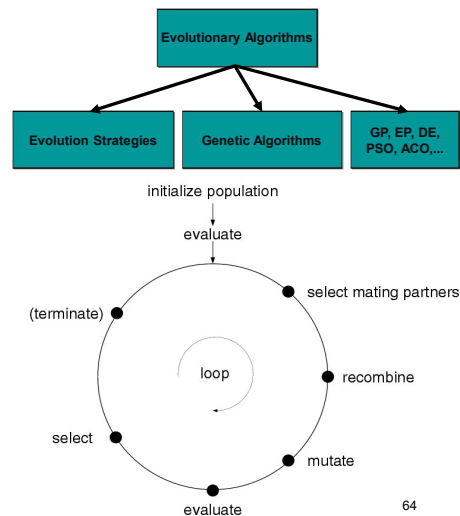 Evolutionary Algorithms
Evolution Strategies
Genetic Algorithms
GP, EP, DE,
PSO, ACO,...
initialize population
evaluate
select mating partners
(terminate)
loop
recombine
select
mutate
evaluate
64